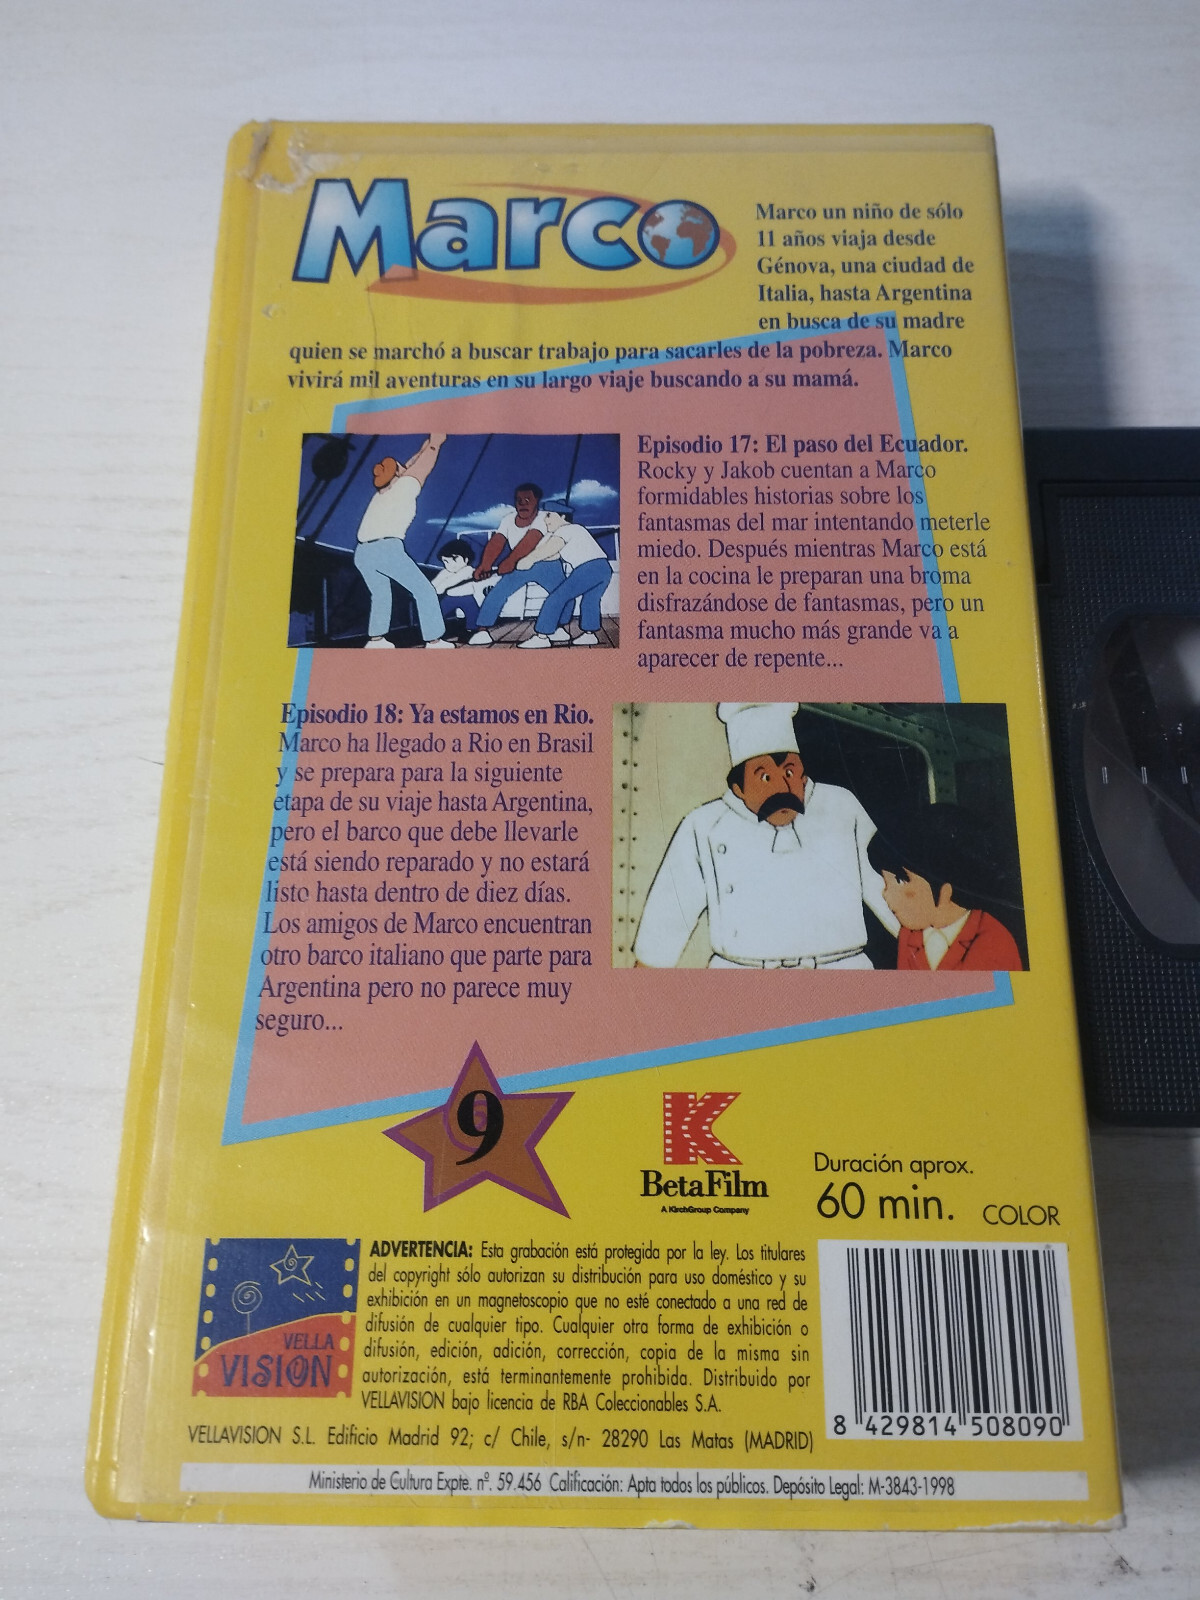 Marco
Marco un niño de sólo
11 años viaja desde
Génova, una ciudad de
Italia, hasta Argentina
en busca de su madre
quien se marchó a buscar trabajo para sacarles de la pobreza. Marco
vivirá mil aventuras en su largo viaje buscando a su mamá.
Episodio 17: El paso del Ecuador.
Rocky y Jakob cuentan a Marco
formidables historias sobre los
fantasmas del mar intentando meterle
miedo. Después mientras Marco está
en la cocina le preparan una broma
disfrazándose de fantasmas, pero un
fantasma mucho más grande va a
aparecer de repente...
Episodio 18: Ya estamos en Rio.
Marco ha llegado a Rio en Brasil
y se prepara para la siguiente
etapa de su viaje hasta Argentina,
pero el barco que debe llevarle
está siendo reparado y no estará
listo hasta dentro de diez días.
Los amigos de Marco encuentran
otro barco italiano que parte para
Argentina pero no parece muy
seguro...
9
K
BetaFilm
A KirchGroup Company
Duración aprox.
60 min. COLOR
VELLA
VISION
ADVERTENCIA: Esta grabación está protegida por la ley. Los titulares
del copyright sólo autorizan su distribución para uso doméstico y su
exhibición en un magnetoscopio que no esté conectado a una red de
difusión de cualquier tipo. Cualquier otra forma de exhibición o
difusión, edición, adición, corrección, copia de la misma sin
autorización, está terminantemente prohibida. Distribuido por
VELLAVISION bajo licencia de RBA Coleccionables S.A.
8 429814 508090
VELLAVISION S.L. Edificio Madrid 92; c/ Chile, s/n- 28290 Las Matas (MADRID)
Ministerio de Cultura Expte. nº. 59.456 Calificación: Apta todos los públicos. Depósito Legal: M-3843-1998